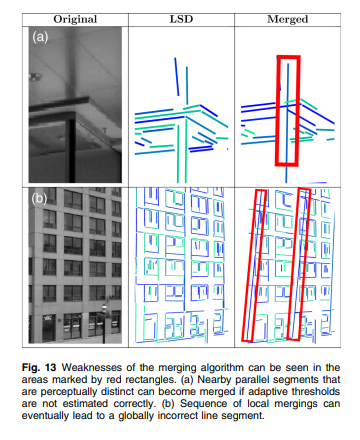 Original LSD Merged
(a)
(b)
Fig. 13 Weaknesses of the merging algorithm can be seen in the
areas marked by red rectangles. (a) Nearby parallel segments that
are perceptually distinct can become merged if adaptive thresholds
are not estimated correctly. (b) Sequence of local mergings can
eventually lead to a globally incorrect line segment.